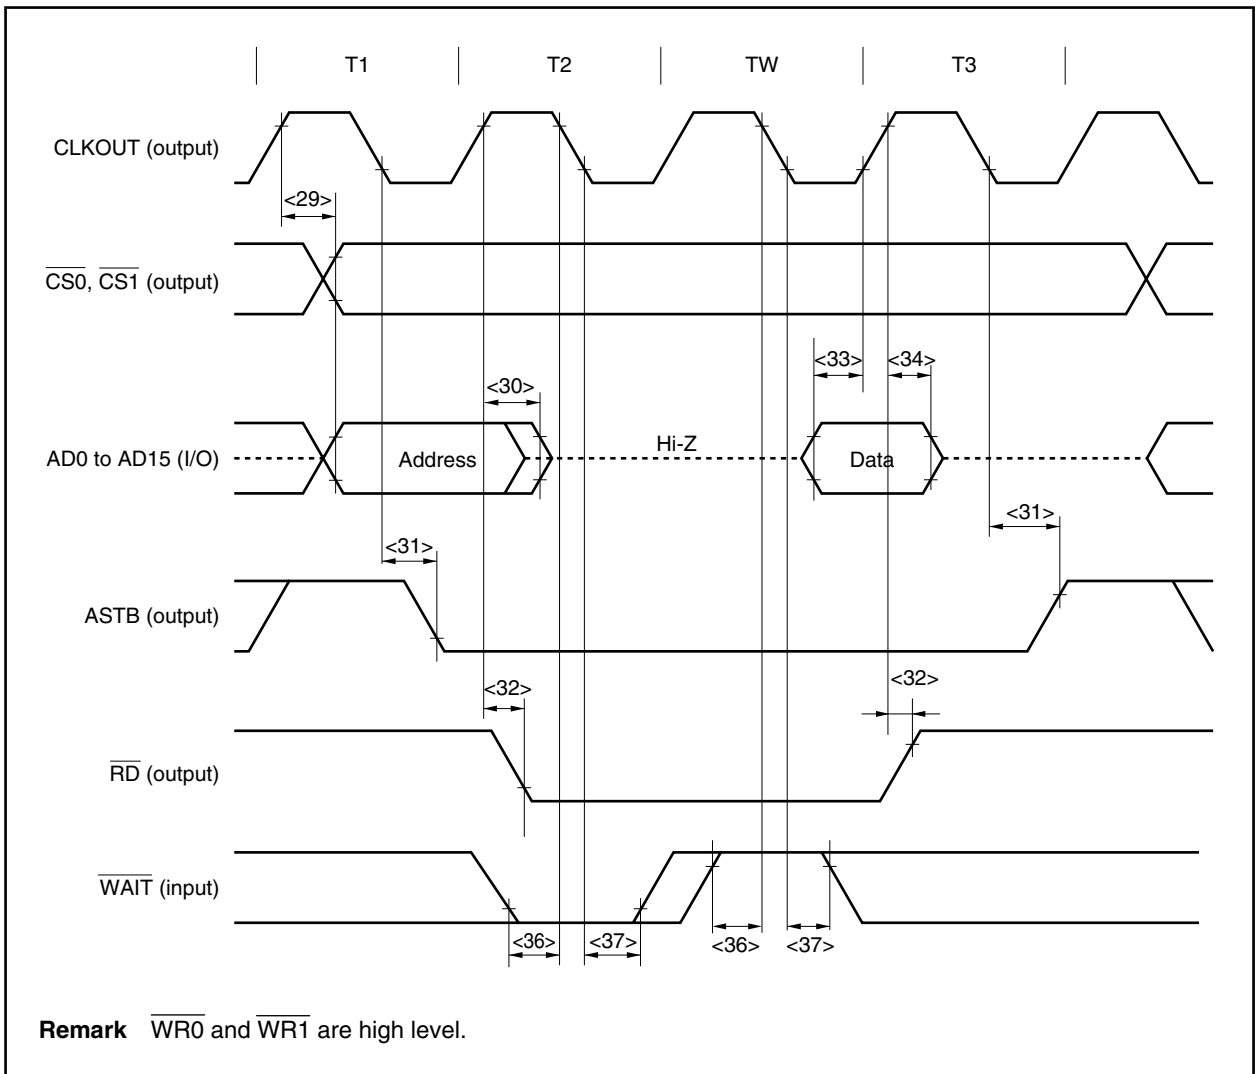 T1 T2 TW T3
CLKOUT (output)
<29>
CS0, CS1 (output)
<33> <34>
<30>
Hi-Z
AD0 to AD15 (I/O) Address Data
<31>
<31>
ASTB (output)
<32>
<32>
RD (output)
WAIT (input)
<36> <37> <36> <37>
Remark WR0 and WR1 are high level.